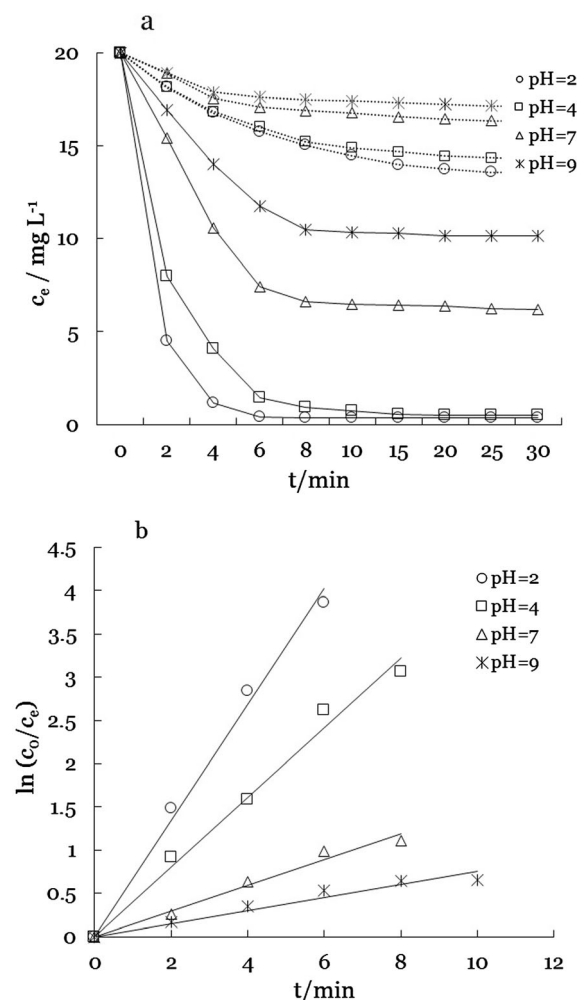 a
20
15
10
5
0
cₑ / mg L⁻¹
pH=2
pH=4
pH=7
pH=9
0 2 4 6 8 10 15 20 25 30
t/min
b
4.5
4
3.5
3
2.5
2
1.5
1
0.5
0
ln (c₀/cₑ)
pH=2
pH=4
pH=7
pH=9
0 2 4 6 8 10 12
t/min